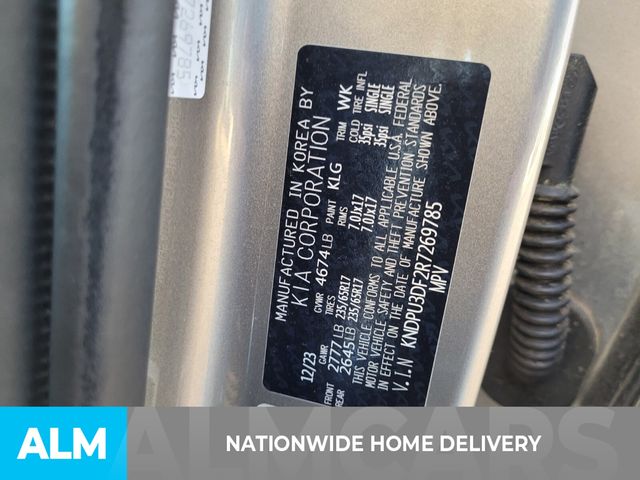 7269785
MANUFACTURED IN KOREA BY
KIA CORPORATION
12/23 GVWR 4674LB PAINT KLG TRIM WK
GAWR TIRES RIMS COLD TIRE INFL
FRONT 2777LB 235/65R17 7.0Jx17 35psi SINGLE
REAR 2645LB 235/65R17 7.0Jx17 35psi SINGLE
THIS VEHICLE CONFORMS TO ALL APPLICABLE U.S.A. FEDERAL
MOTOR VEHICLE SAFETY AND THEFT PREVENTION STANDARDS
IN EFFECT ON THE DATE OF MANUFACTURE SHOWN ABOVE.
V.I.N KNDPU3DF2R7269785
MPV
ALMCARS
ALM
NATIONWIDE HOME DELIVERY